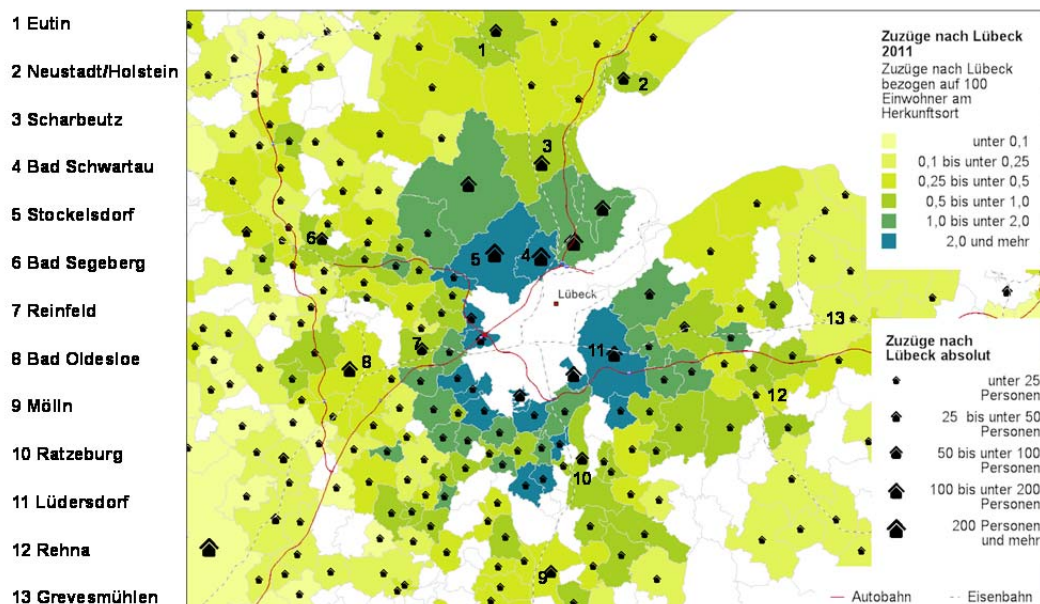 1 Eutin
2 Neustadt/Holstein
3 Scharbeutz
4 Bad Schwartau
5 Stockelsdorf
6 Bad Segeberg
7 Reinfeld
8 Bad Oldesloe
9 Mölln
10 Ratzeburg
11 Lüdersdorf
12 Rehna
13 Grevesmühlen
1
2
3
4
5
6
Lübeck
7
8
11
13
12
10
9
Zuzüge nach Lübeck
2011
Zuzüge nach Lübeck
bezogen auf 100
Einwohner am
Herkunftsort
unter 0,1
0,1 bis unter 0,25
0,25 bis unter 0,5
0,5 bis unter 1,0
1,0 bis unter 2,0
2,0 und mehr
Zuzüge nach
Lübeck absolut
unter 25
Personen
25 bis unter 50
Personen
50 bis unter 100
Personen
100 bis unter 200
Personen
200 Personen
und mehr
Autobahn
Eisenbahn